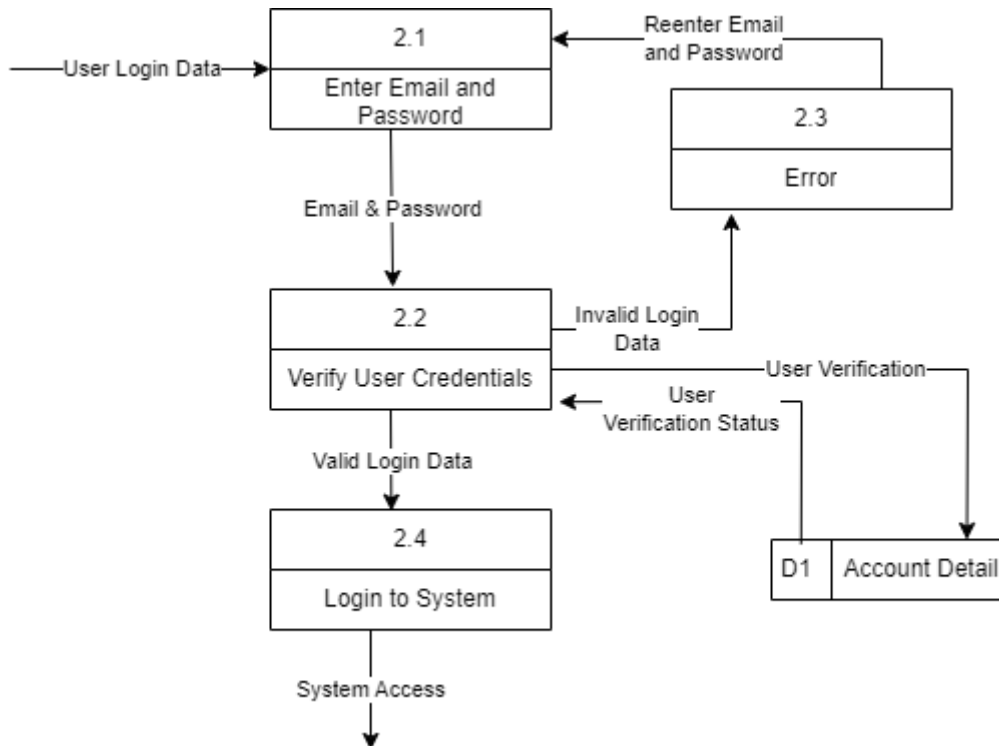 2.1
Enter Email and
Password
User Login Data
Reenter Email
and Password
2.3
Error
Email & Password
2.2
Verify User Credentials
Invalid Login
Data
User Verification
User
Verification Status
Valid Login Data
2.4
Login to System
D1
Account Detail
System Access